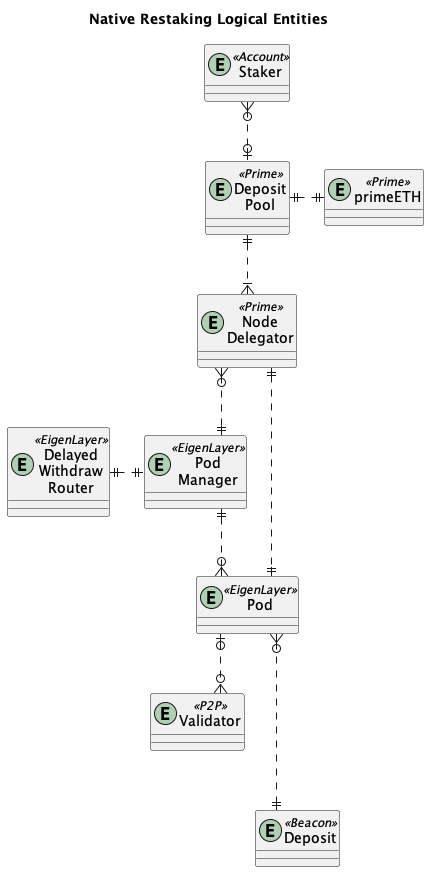 Native Restaking Logical Entities
E «Account»
Staker
E «Prime»
Deposit
Pool
E «Prime»
primeETH
E «Prime»
Node
Delegator
E «EigenLayer»
Delayed
Withdraw
Router
E «EigenLayer»
Pod
Manager
E «EigenLayer»
Pod
E «P2P»
Validator
E «Beacon»
Deposit